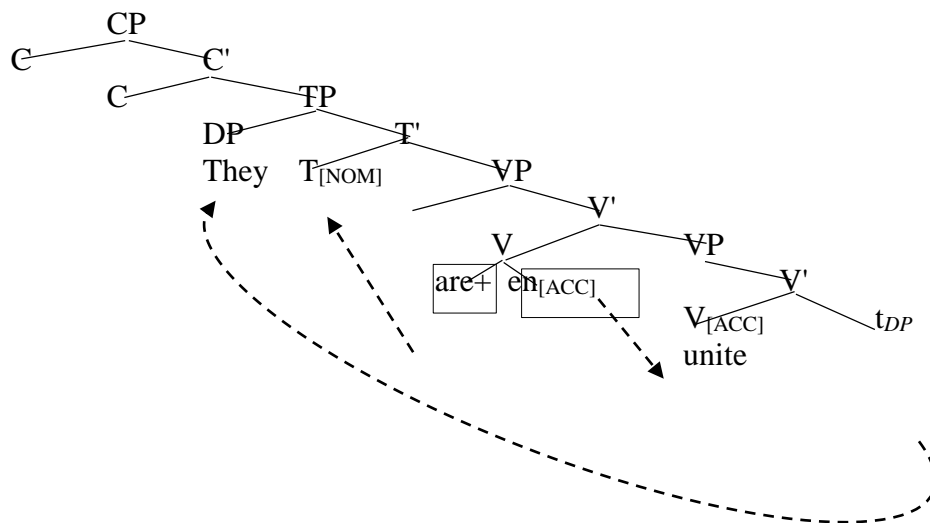 CP
C C'
C TP
DP T'
They T[NOM] VP
V'
V VP
are+ en[ACC] V'
V[ACC] tDP
unite